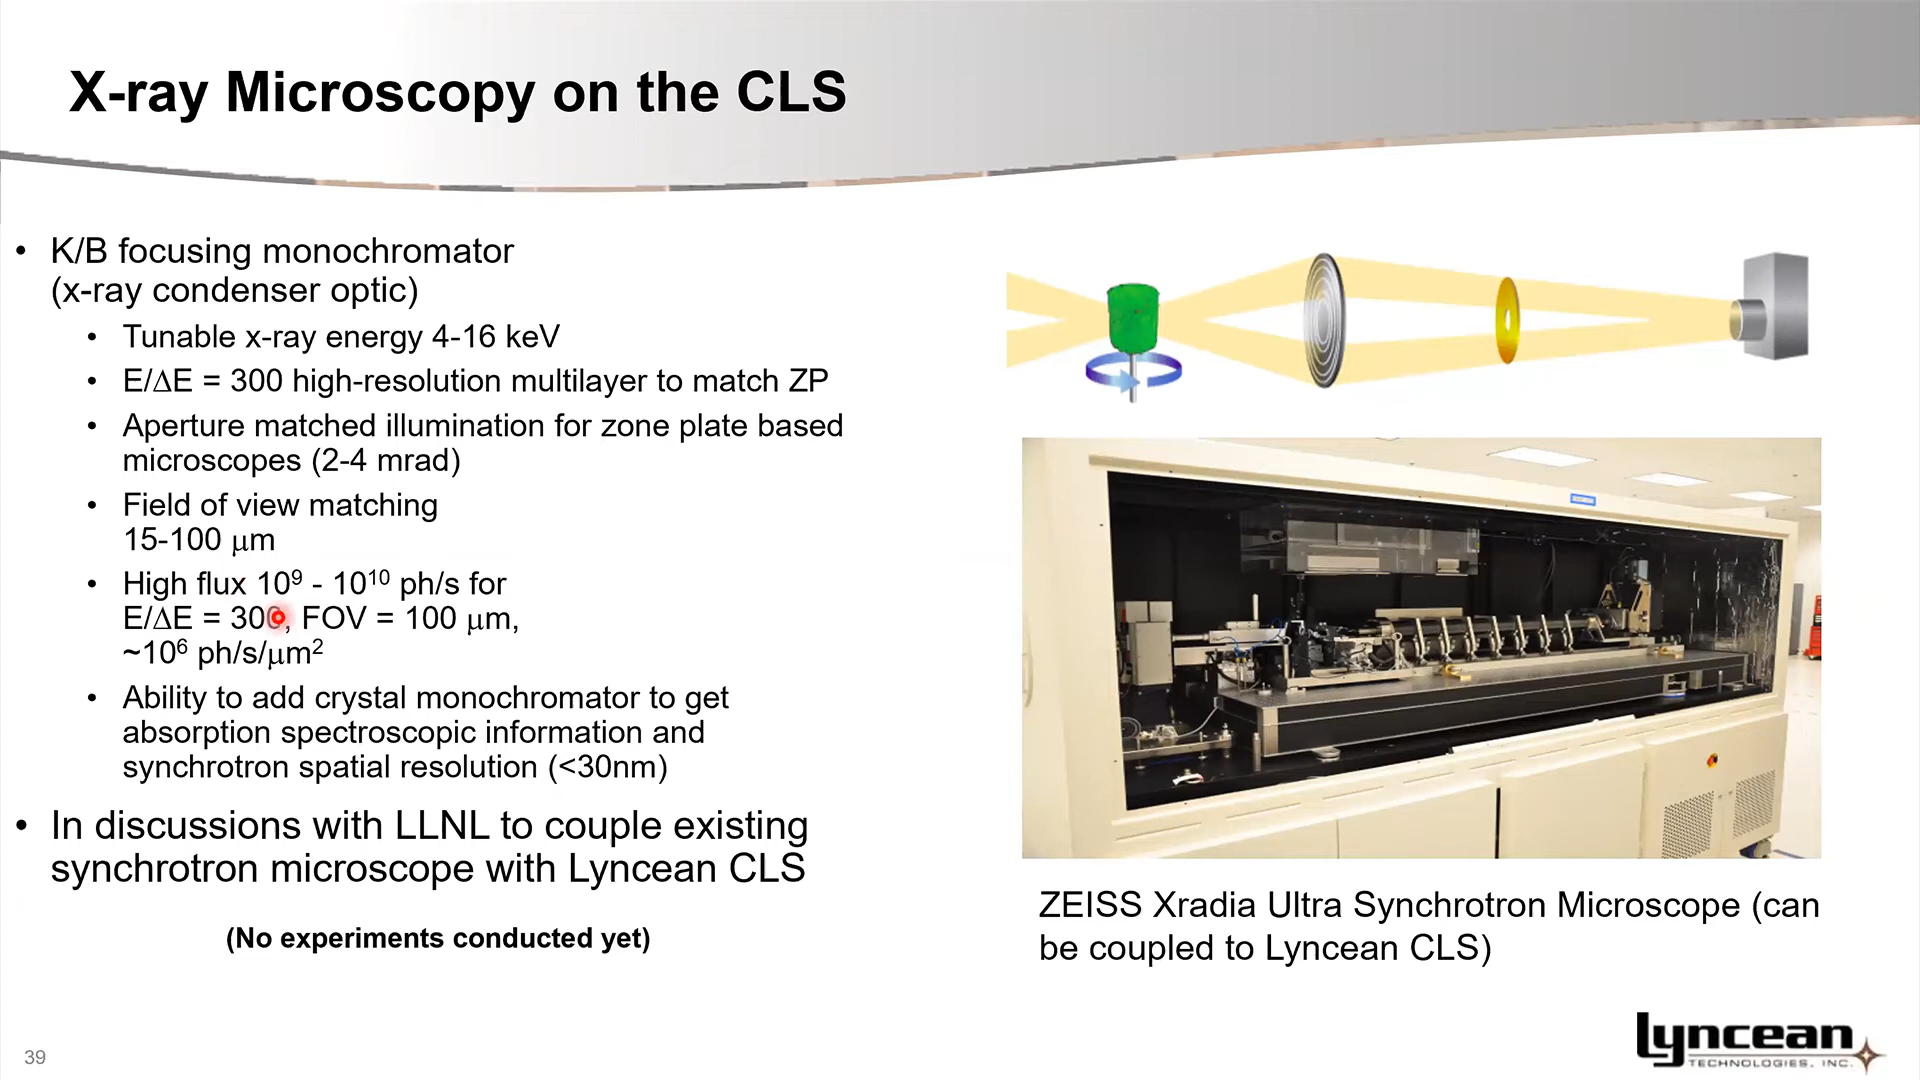 X-ray Microscopy on the CLS
• K/B focusing monochromator
(x-ray condenser optic)
• Tunable x-ray energy 4-16 keV
• E/∆E = 300 high-resolution multilayer to match ZP
• Aperture matched illumination for zone plate based
microscopes (2-4 mrad)
• Field of view matching
15-100 μm
• High flux 10⁹ - 10¹⁰ ph/s for
E/∆E = 300, FOV = 100 μm,
~10⁶ ph/s/μm²
• Ability to add crystal monochromator to get
absorption spectroscopic information and
synchrotron spatial resolution (<30nm)
• In discussions with LLNL to couple existing
synchrotron microscope with Lyncean CLS
(No experiments conducted yet)
ZEISS Xradia Ultra Synchrotron Microscope (can
be coupled to Lyncean CLS)
39
lyncean
TECHNOLOGIES, INC.